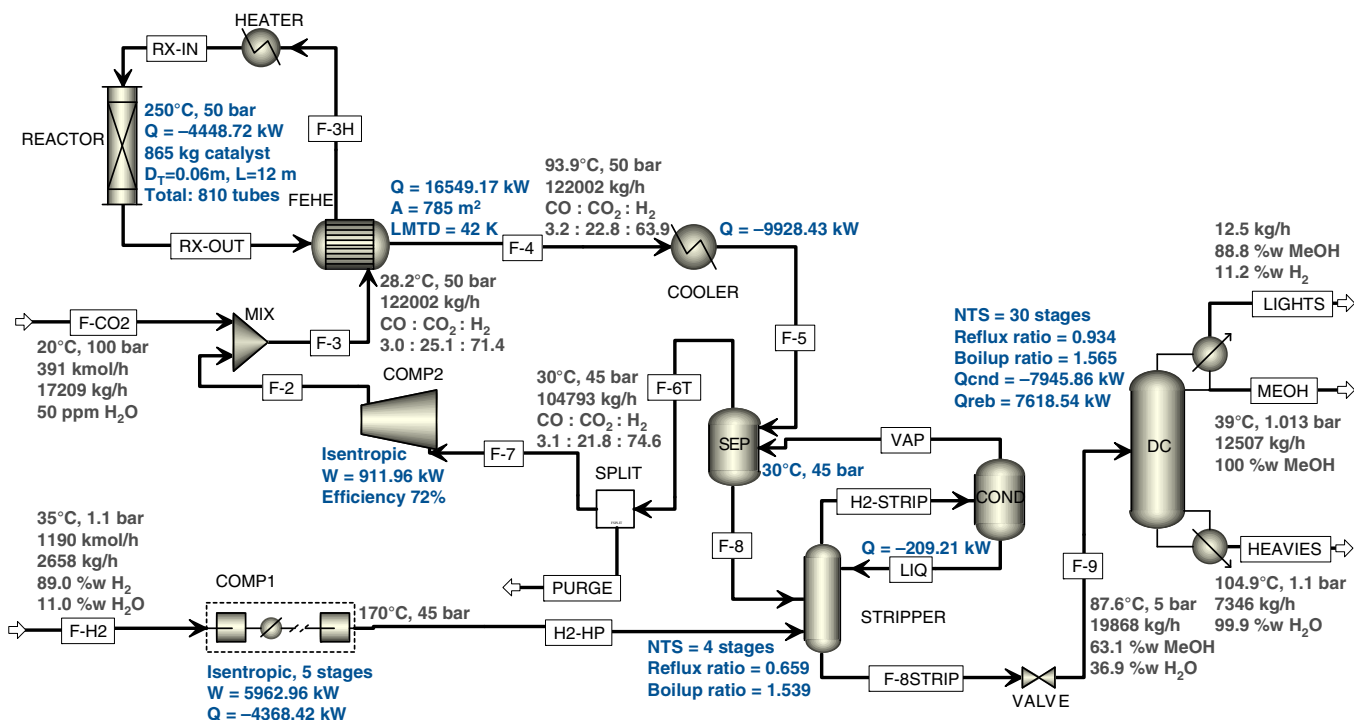 HEATER
RX-IN
REACTOR
250°C, 50 bar
Q = –4448.72 kW
865 kg catalyst
D_T=0.06m, L=12 m
Total: 810 tubes
F-3H
FEHE
RX-OUT
Q = 16549.17 kW
A = 785 m²
LMTD = 42 K
93.9°C, 50 bar
122002 kg/h
CO : CO₂ : H₂
3.2 : 22.8 : 63.9
F-4
Q = –9928.43 kW
COOLER
28.2°C, 50 bar
122002 kg/h
CO : CO₂ : H₂
3.0 : 25.1 : 71.4
F-CO2
20°C, 100 bar
391 kmol/h
17209 kg/h
50 ppm H₂O
MIX
F-3
F-2
COMP2
Isentropic
W = 911.96 kW
Efficiency 72%
F-7
30°C, 45 bar
104793 kg/h
CO : CO₂ : H₂
3.1 : 21.8 : 74.6
SPLIT
PURGE
F-6T
F-5
SEP
30°C, 45 bar
VAP
F-8
H2-STRIP
COND
Q = –209.21 kW
LIQ
STRIPPER
NTS = 4 stages
Reflux ratio = 0.659
Boilup ratio = 1.539
35°C, 1.1 bar
1190 kmol/h
2658 kg/h
89.0 %w H₂
11.0 %w H₂O
F-H2
COMP1
170°C, 45 bar
Isentropic, 5 stages
W = 5962.96 kW
Q = –4368.42 kW
H2-HP
F-8STRIP
VALVE
F-9
87.6°C, 5 bar
19868 kg/h
63.1 %w MeOH
36.9 %w H₂O
NTS = 30 stages
Reflux ratio = 0.934
Boilup ratio = 1.565
Qcnd = –7945.86 kW
Qreb = 7618.54 kW
DC
12.5 kg/h
88.8 %w MeOH
11.2 %w H₂
LIGHTS
MEOH
39°C, 1.013 bar
12507 kg/h
100 %w MeOH
HEAVIES
104.9°C, 1.1 bar
7346 kg/h
99.9 %w H₂O